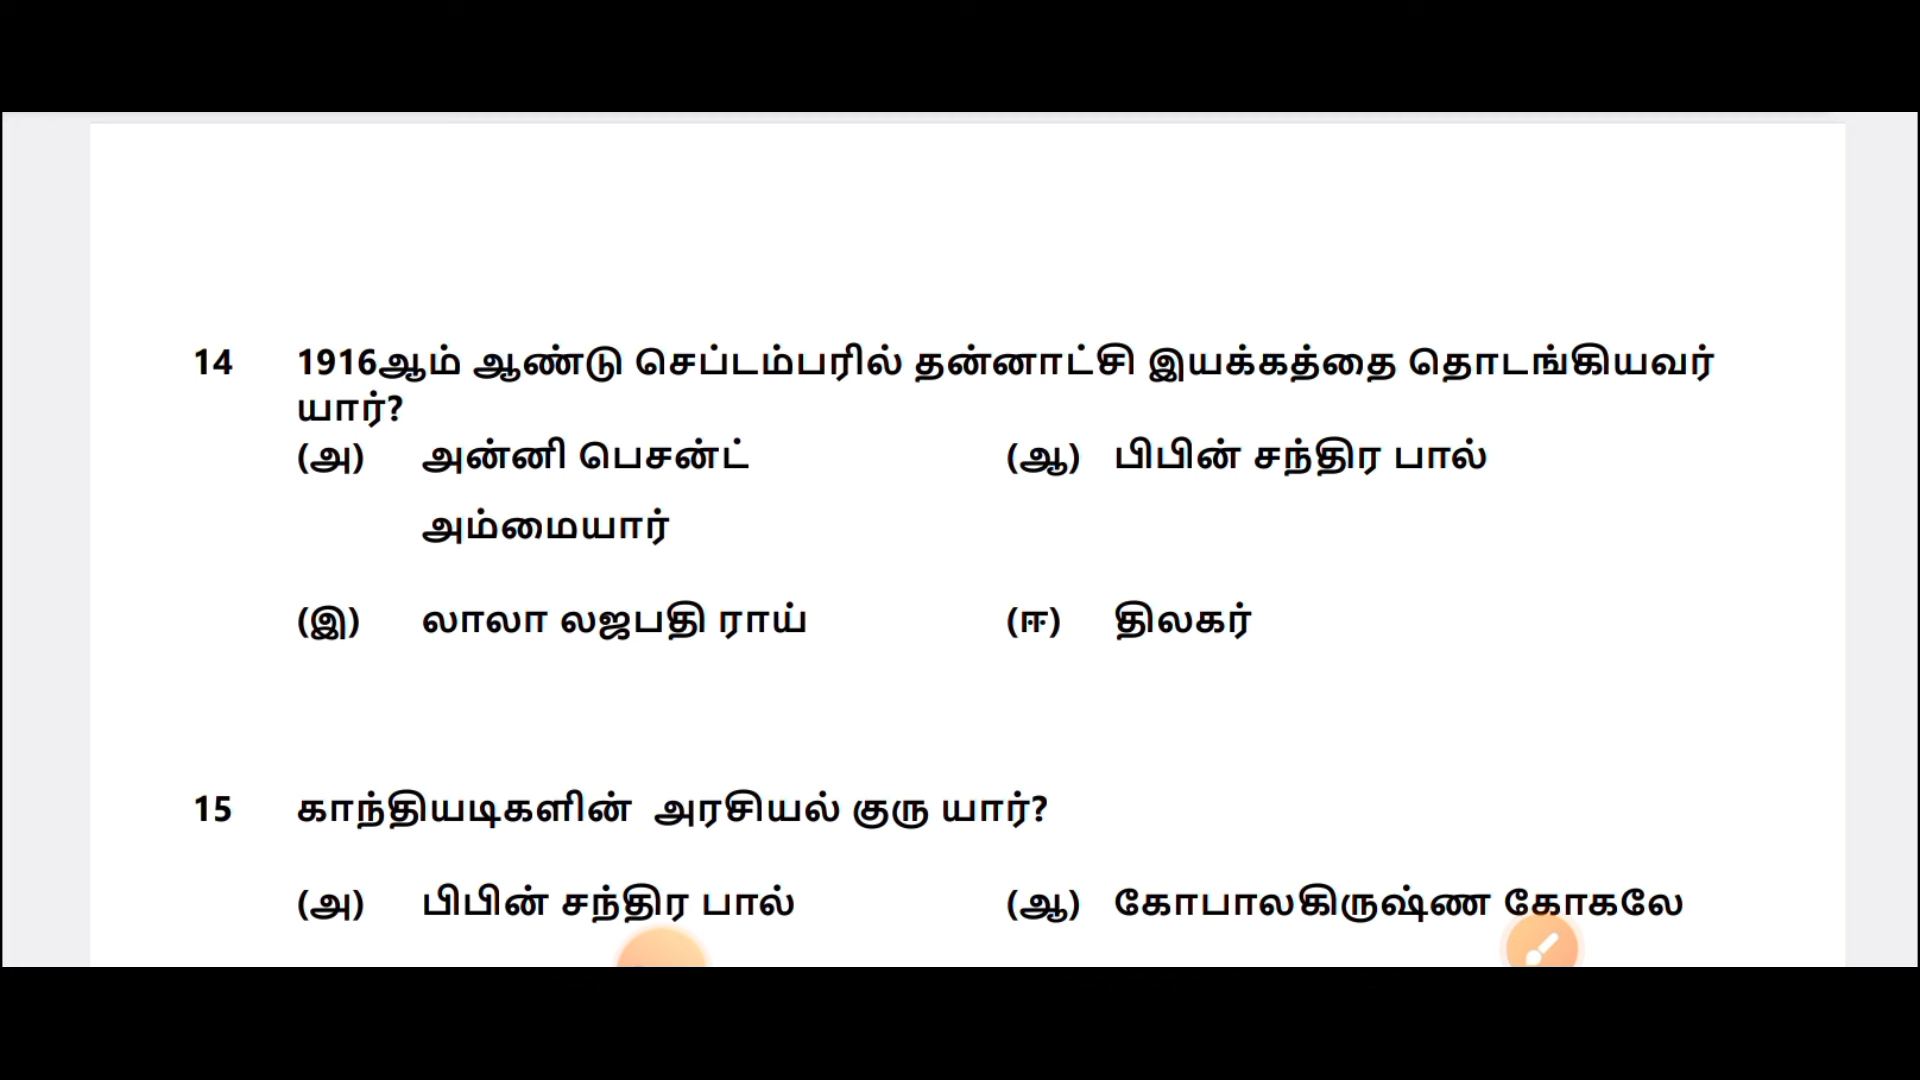 14 1916ஆம் ஆண்டு செப்டம்பரில் தன்னாட்சி இயக்கத்தை தொடங்கியவர்
யார்?
(அ) அன்னி பெசன்ட் (ஆ) பிபின் சந்திர பால்
அம்மையார்
(இ) லாலா லஜபதி ராய் (ஈ) திலகர்
15 காந்தியடிகளின் அரசியல் குரு யார்?
(அ) பிபின் சந்திர பால் (ஆ) கோபாலகிருஷ்ண கோகலே